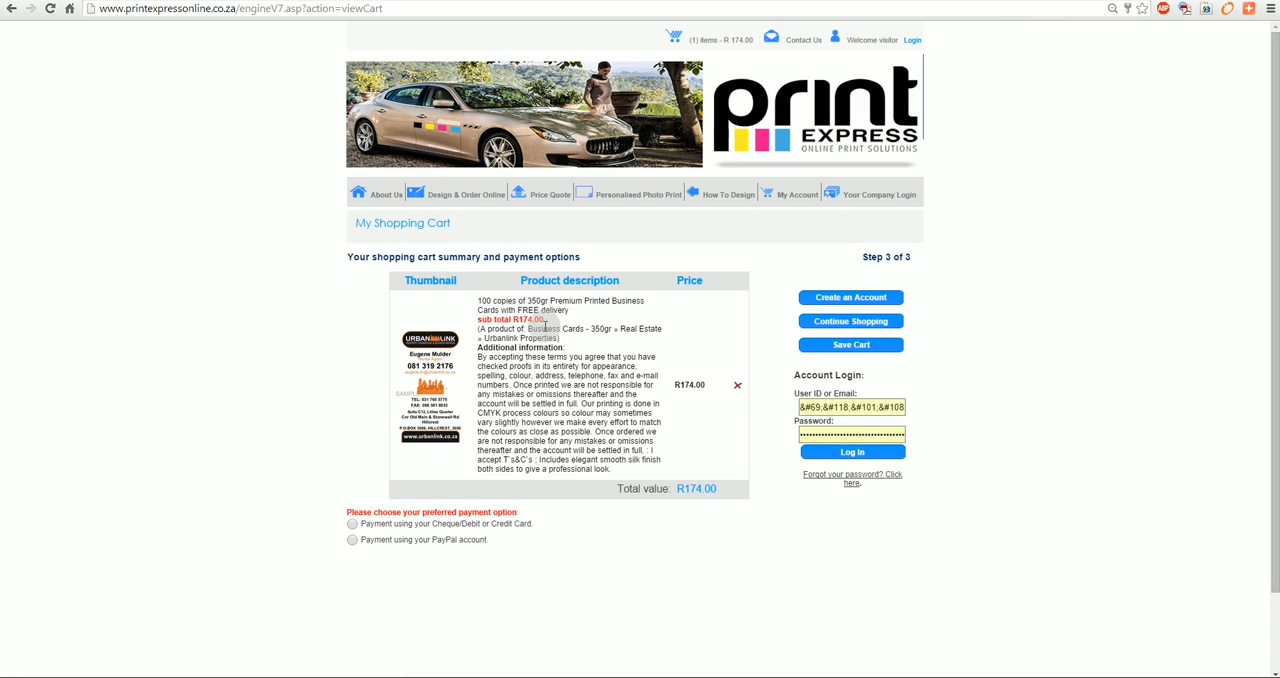 www.printexpressonline.co.za/engineV7.asp?action=viewCart
(1) items - R 174.00 Contact Us Welcome visitor Login
print
EXPRESS
ONLINE PRINT SOLUTIONS
About Us Design & Order Online Price Quote Personalised Photo Print How To Design My Account Your Company Login
My Shopping Cart
Your shopping cart summary and payment options Step 3 of 3
Thumbnail Product description Price
100 copies of 350gr Premium Printed Business
Cards with FREE delivery
sub total R174.00
(A product of: Business Cards - 350gr » Real Estate
» Urbanlink Properties)
Additional information:
By accepting these terms you agree that you have
checked proofs in its entirety for appearance,
spelling, colour, address, telephone, fax and e-mail
numbers. Once printed we are not responsible for
any mistakes or omissions thereafter and the
account will be settled in full. Our printing is done in
CMYK process colours so colour may sometimes
vary slightly however we make every effort to match
the colours as close as possible. Once ordered we
are not responsible for any mistakes or omissions
thereafter and the account will be settled in full. : I
accept T`s&C`s ; Includes elegant smooth silk finish
both sides to give a professional look.
URBAN LINK
Eugene Mulder
081 319 2176
SAMPLE
TEL: 031 765 5775
Suite C12, Lillies Quarter
Cnr Old Main & Stonewall Rd
Hillcrest
P.O.BOX 3006, HILLCREST, 3650
www.urbanlink.co.za
R174.00
Total value: R174.00
Please choose your preferred payment option:
Payment using your Cheque/Debit or Credit Card.
Payment using your PayPal account.
Create an Account
Continue Shopping
Save Cart
Account Login:
User ID or Email:
&#69;&#118;&#101;&#108
Password:
Log In
Forgot your password? Click
here.